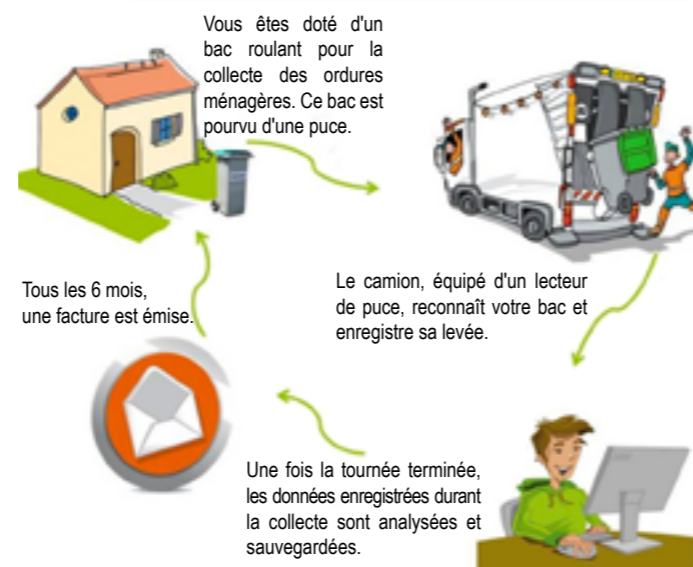 Vous êtes doté d'un
bac roulant pour la
collecte des ordures
ménagères. Ce bac est
pourvu d'une puce.
Le camion, équipé d'un lecteur
de puce, reconnaît votre bac et
enregistre sa levée.
Une fois la tournée terminée,
les données enregistrées durant
la collecte sont analysées et
sauvegardées.
Tous les 6 mois,
une facture est émise.